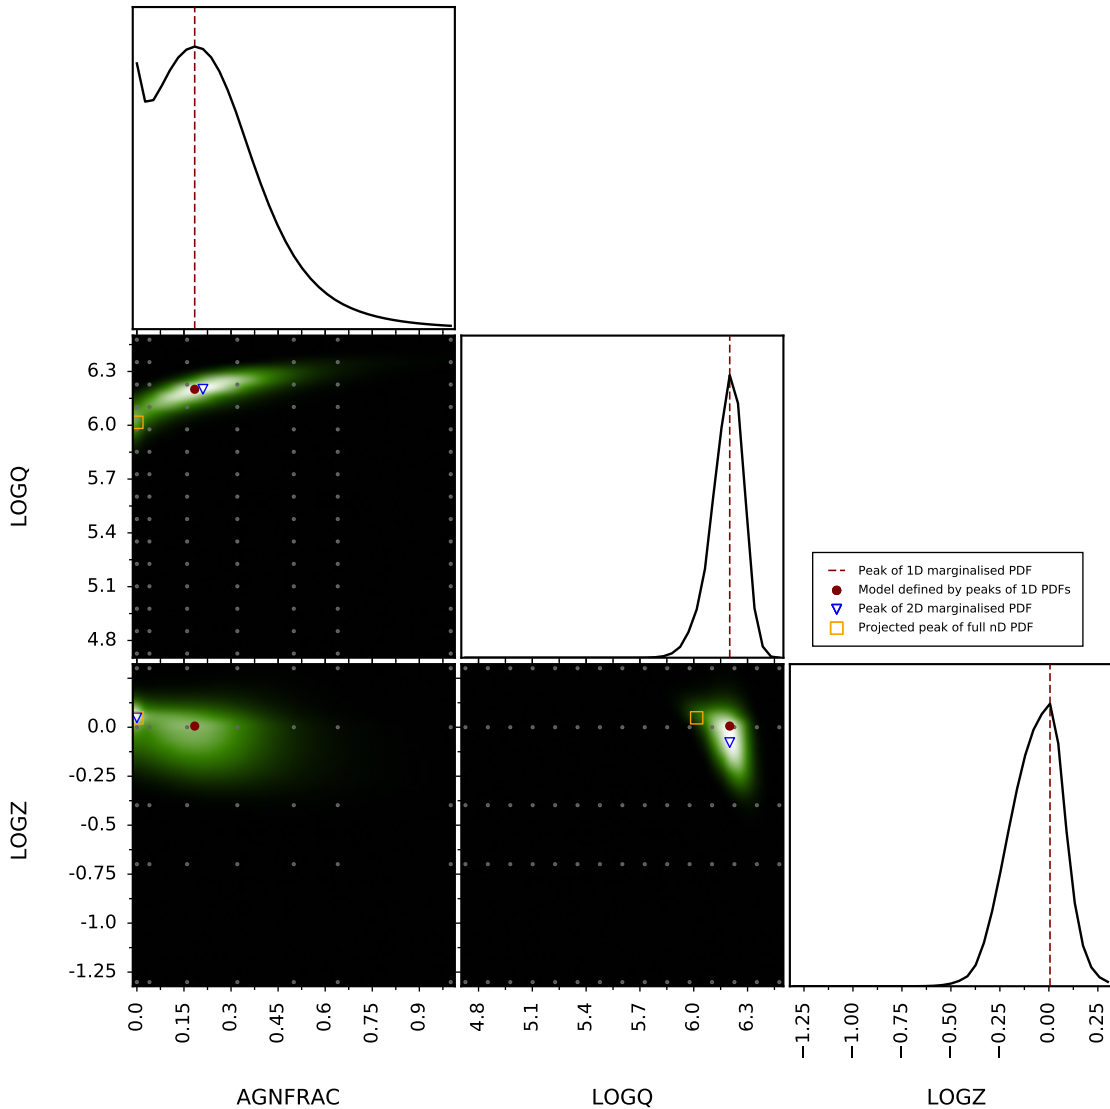 6.3
6.0
5.7
5.4
5.1
4.8
LOGQ
Peak of 1D marginalised PDF
Model defined by peaks of 1D PDFs
Peak of 2D marginalised PDF
Projected peak of full nD PDF
0.0
-0.25
-0.5
-0.75
-1.0
-1.25
LOGZ
0.0 0.15 0.3 0.45 0.6 0.75 0.9
4.8 5.1 5.4 5.7 6.0 6.3
−1.25 −1.00 −0.75 −0.50 −0.25 0.00 0.25
AGNFRAC LOGQ LOGZ